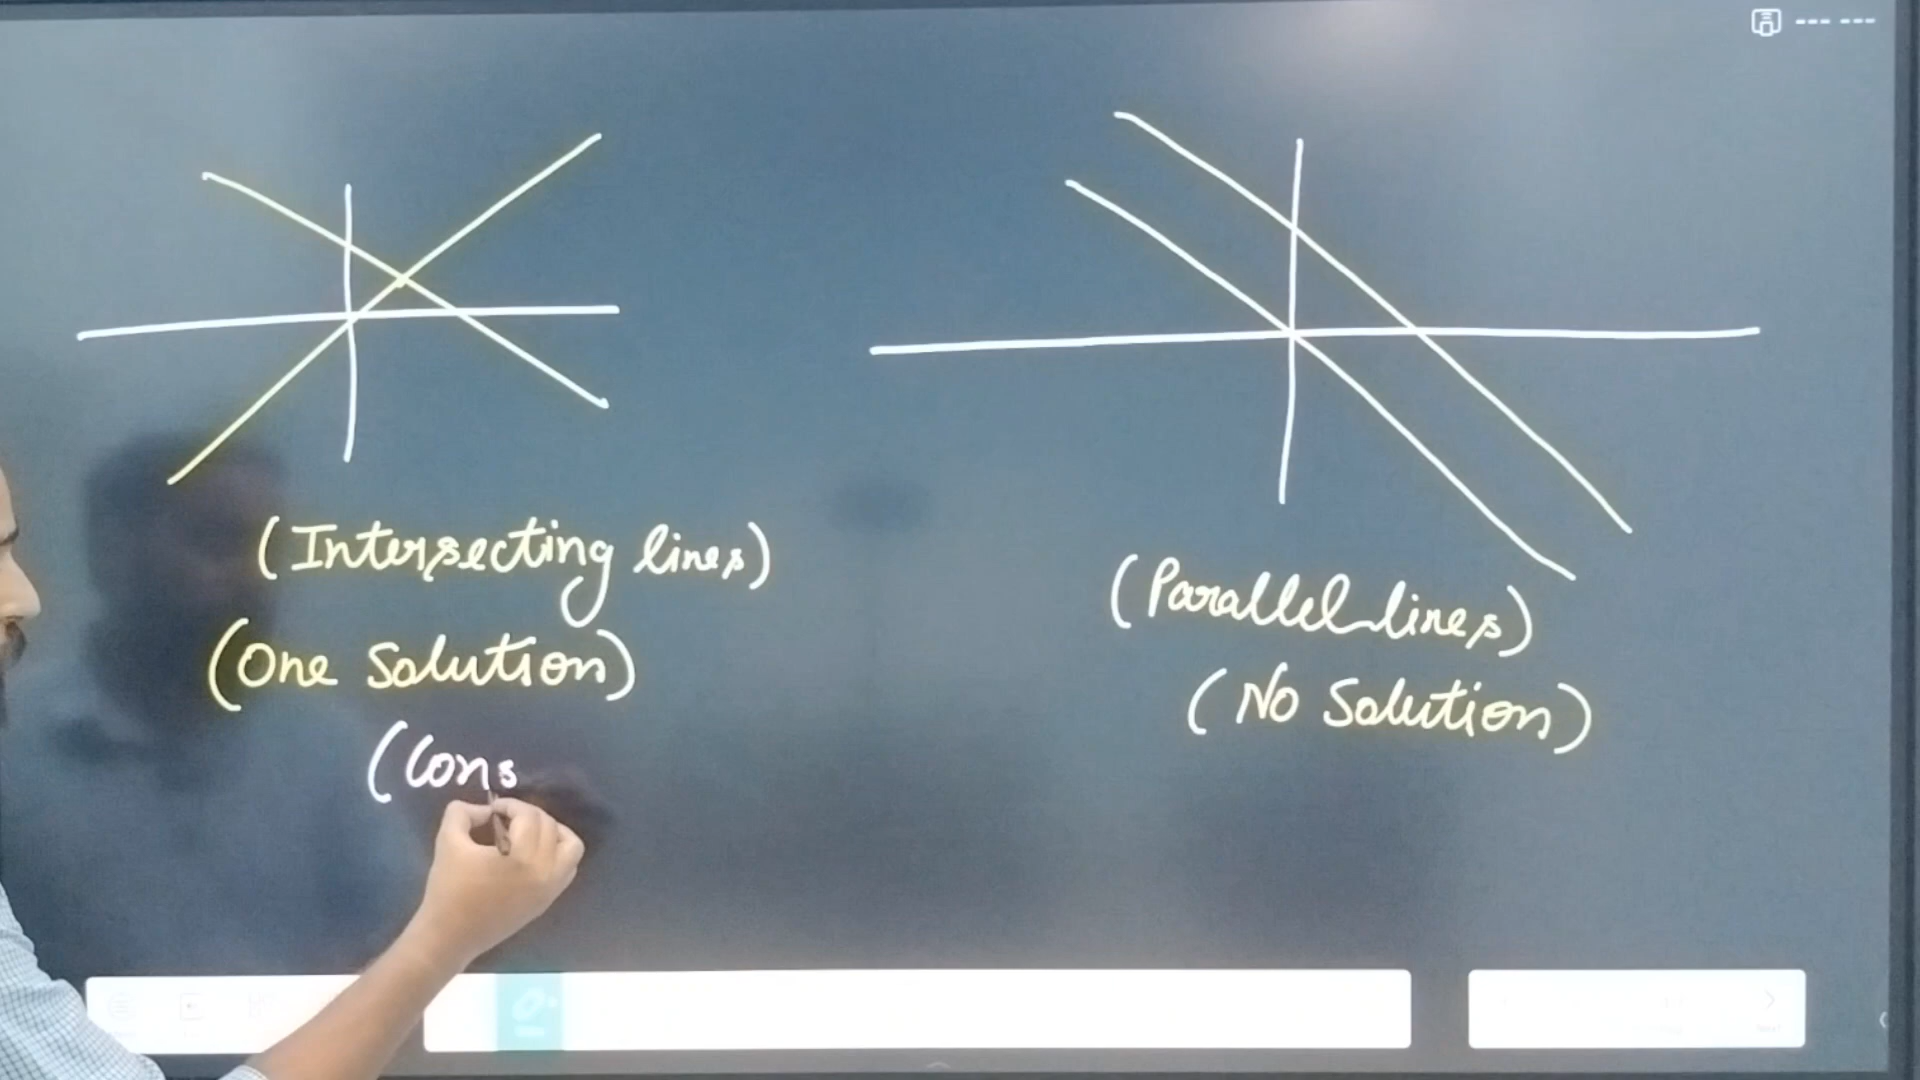 (Intersecting lines)
(One Solution)
(Cons
(Parallel lines)
(No Solution)